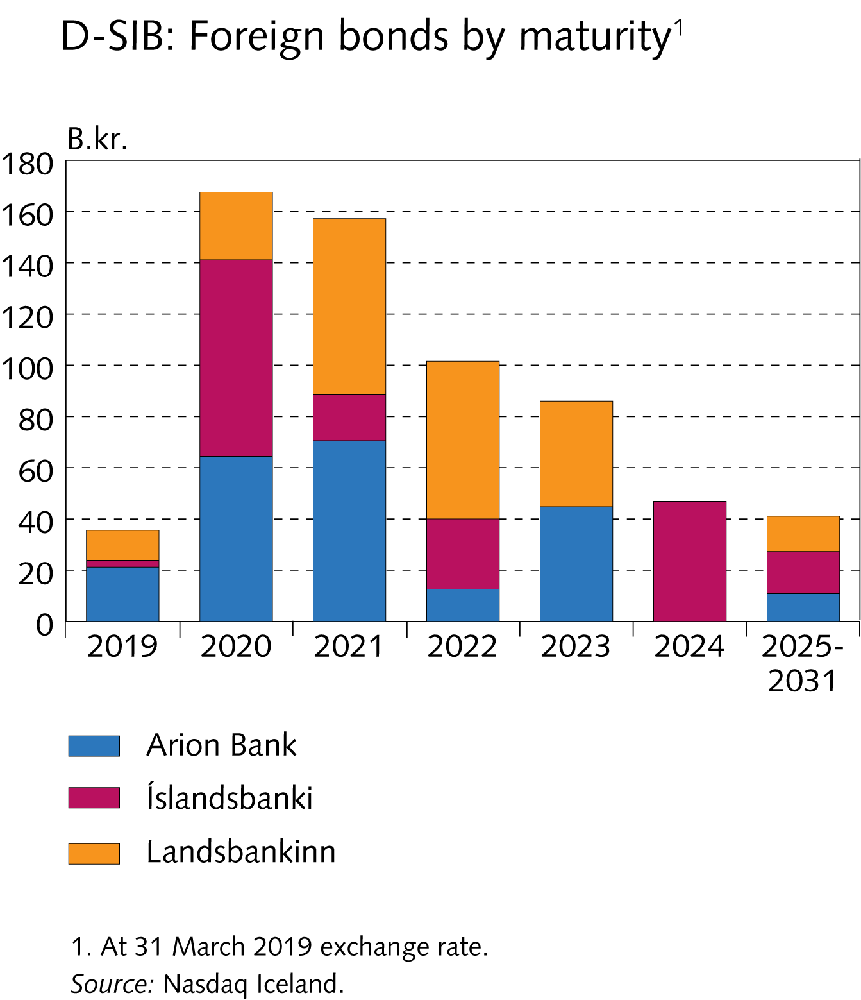 D-SIB: Foreign bonds by maturity¹
B.kr.
180
160
140
120
100
80
60
40
20
0
2019 2020 2021 2022 2023 2024 2025-
2031
Arion Bank
Íslandsbanki
Landsbankinn
1. At 31 March 2019 exchange rate.
Source: Nasdaq Iceland.